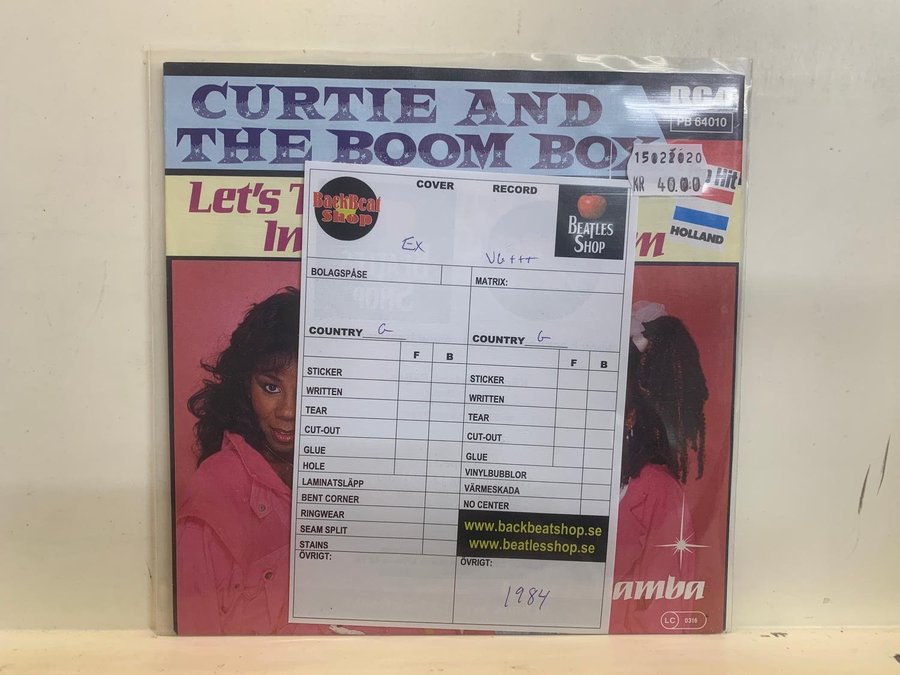 CURTIE AND
THE BOOM BOX
RCA
PB 64010
15022020
KR 40.00
Hit
HOLLAND
Let's T
In
m
BackBeat
Shop
COVER
RECORD
BEATLES
SHOP
EX
VG+++
BOLAGSPÅSE
MATRIX:
COUNTRY G
COUNTRY G
F B
F B
STICKER
WRITTEN
TEAR
CUT-OUT
GLUE
HOLE
LAMINATSLÄPP
BENT CORNER
RINGWEAR
SEAM SPLIT
STAINS
ÖVRIGT:
STICKER
WRITTEN
TEAR
CUT-OUT
GLUE
VINYLBUBBLOR
VÄRMESKADA
NO CENTER
www.backbeatshop.se
www.beatlesshop.se
ÖVRIGT:
1984
amba
LC 0316